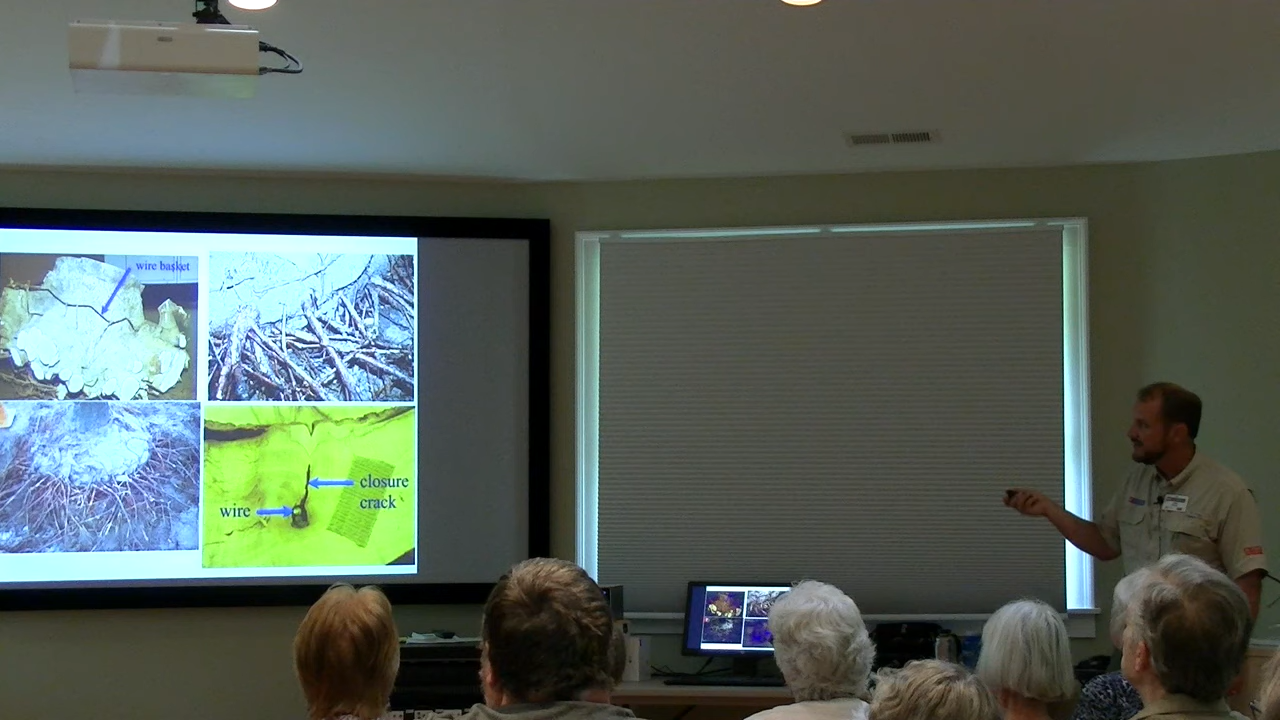 wire basket
closure
crack
wire